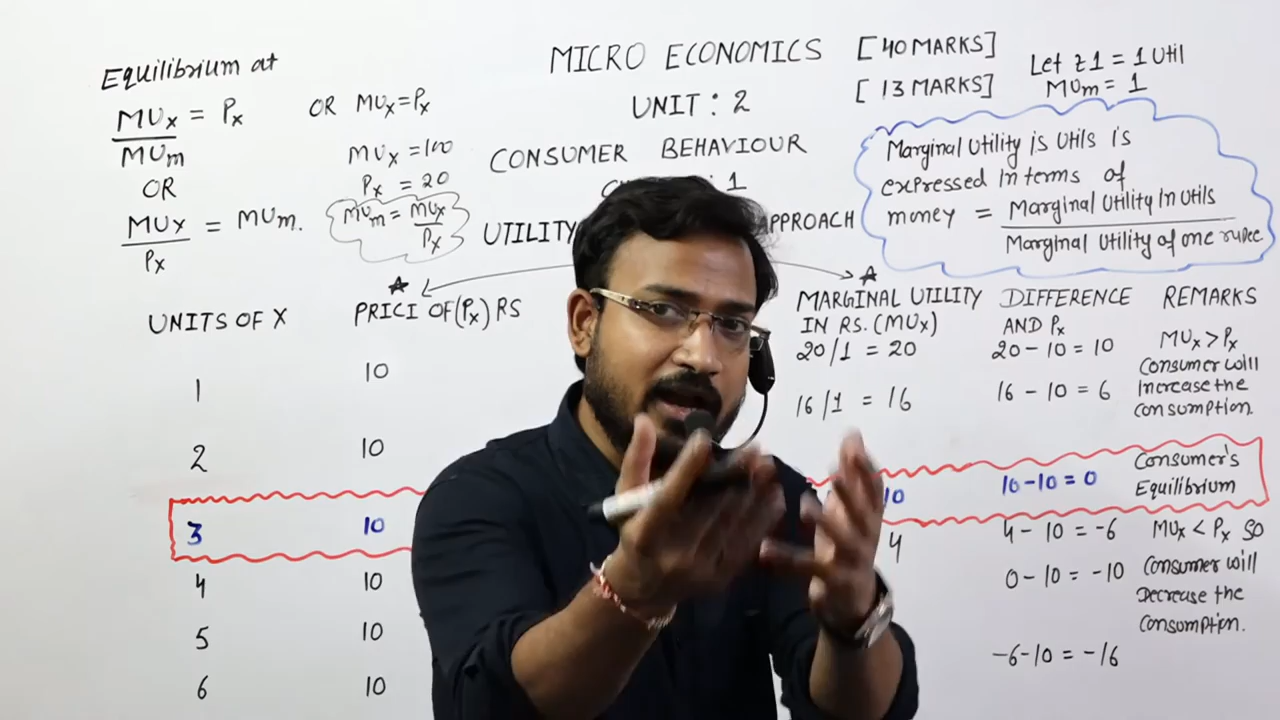 MICRO ECONOMICS [40 MARKS]
UNIT : 2 [13 MARKS]
CONSUMER BEHAVIOUR
: 1
UTILITY APPROACH
Let ₹1 = 1 Util
MUm = 1
Marginal Utility is Utils is
expressed in terms of
money = Marginal Utility In Utils
Marginal Utility of one rupee
Equilibrium at
MUx = Px
MUm
OR
MUx = MUm.
Px
OR MUx = Px
MUx = 100
Px = 20
MUm = MUx
Px
UNITS OF X PRICI OF (Px) RS MARGINAL UTILITY DIFFERENCE REMARKS
IN RS. (MUx) AND Px
1 10 20/1 = 20 20 - 10 = 10 MUx > Px
Consumer will
2 10 16/1 = 16 16 - 10 = 6 Increase the
consumption.
3 10 10 10 - 10 = 0 Consumer's
Equilibrium
4 10 4 4 - 10 = -6 MUx < Px so
5 10 0 - 10 = -10 Consumer will
Decrease the
consumption.
6 10 -6 - 10 = -16